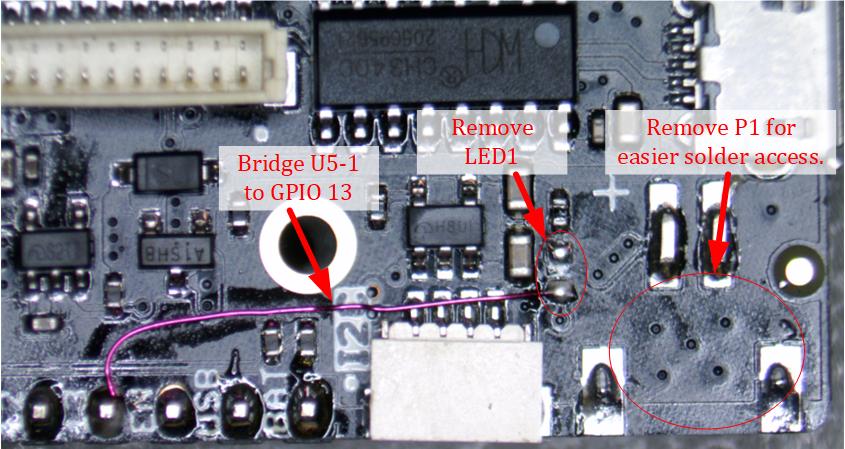 CH340C
Remove
LED1
Remove P1 for
easier solder access.
Bridge U5-1
to GPIO 13
A1SHB
+
I2C
EN
USB
BAT